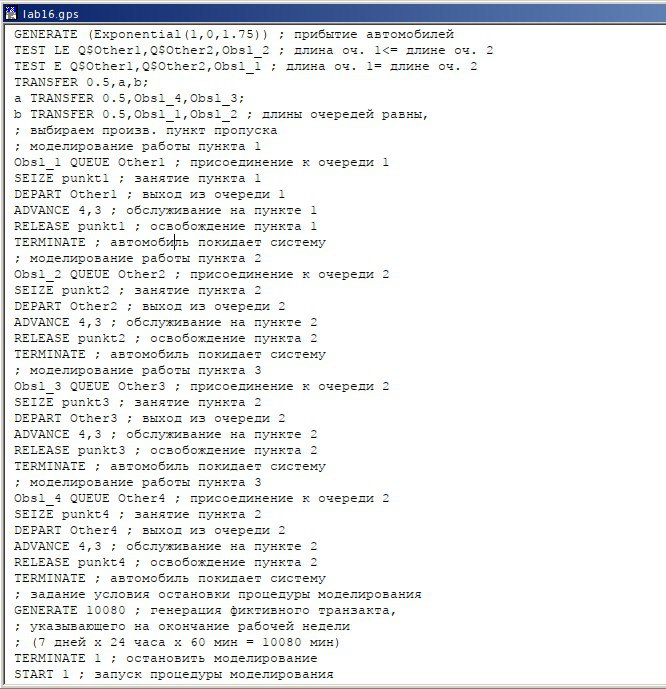 lab16.gps
GENERATE (Exponential(1,0,1.75)) ; прибытие автомобилей
TEST LE Q$Other1,Q$Other2,Obsl_2 ; длина оч. 1<= длине оч. 2
TEST E Q$Other1,Q$Other2,Obsl_1 ; длина оч. 1= длине оч. 2
TRANSFER 0.5,a,b;
a TRANSFER 0.5,Obsl_4,Obsl_3;
b TRANSFER 0.5,Obsl_1,Obsl_2 ; длины очередей равны,
; выбираем произв. пункт пропуска
; моделирование работы пункта 1
Obsl_1 QUEUE Other1 ; присоединение к очереди 1
SEIZE punkt1 ; занятие пункта 1
DEPART Other1 ; выход из очереди 1
ADVANCE 4,3 ; обслуживание на пункте 1
RELEASE punkt1 ; освобождение пункта 1
TERMINATE ; автомобиль покидает систему
; моделирование работы пункта 2
Obsl_2 QUEUE Other2 ; присоединение к очереди 2
SEIZE punkt2 ; занятие пункта 2
DEPART Other2 ; выход из очереди 2
ADVANCE 4,3 ; обслуживание на пункте 2
RELEASE punkt2 ; освобождение пункта 2
TERMINATE ; автомобиль покидает систему
; моделирование работы пункта 3
Obsl_3 QUEUE Other3 ; присоединение к очереди 2
SEIZE punkt3 ; занятие пункта 2
DEPART Other3 ; выход из очереди 2
ADVANCE 4,3 ; обслуживание на пункте 2
RELEASE punkt3 ; освобождение пункта 2
TERMINATE ; автомобиль покидает систему
; моделирование работы пункта 3
Obsl_4 QUEUE Other4 ; присоединение к очереди 2
SEIZE punkt4 ; занятие пункта 2
DEPART Other4 ; выход из очереди 2
ADVANCE 4,3 ; обслуживание на пункте 2
RELEASE punkt4 ; освобождение пункта 2
TERMINATE ; автомобиль покидает систему
; задание условия остановки процедуры моделирования
GENERATE 10080 ; генерация фиктивного транзакта,
; указывающего на окончание рабочей недели
; (7 дней x 24 часа x 60 мин = 10080 мин)
TERMINATE 1 ; остановить моделирование
START 1 ; запуск процедуры моделирования